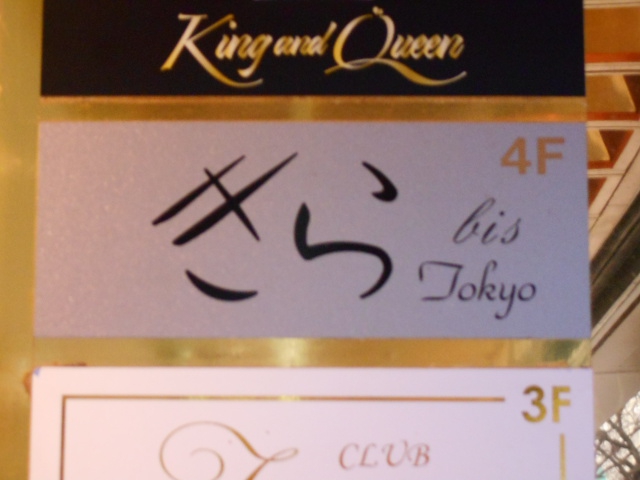 King and Queen
4F
きら
bis
Tokyo
3F
CLUB